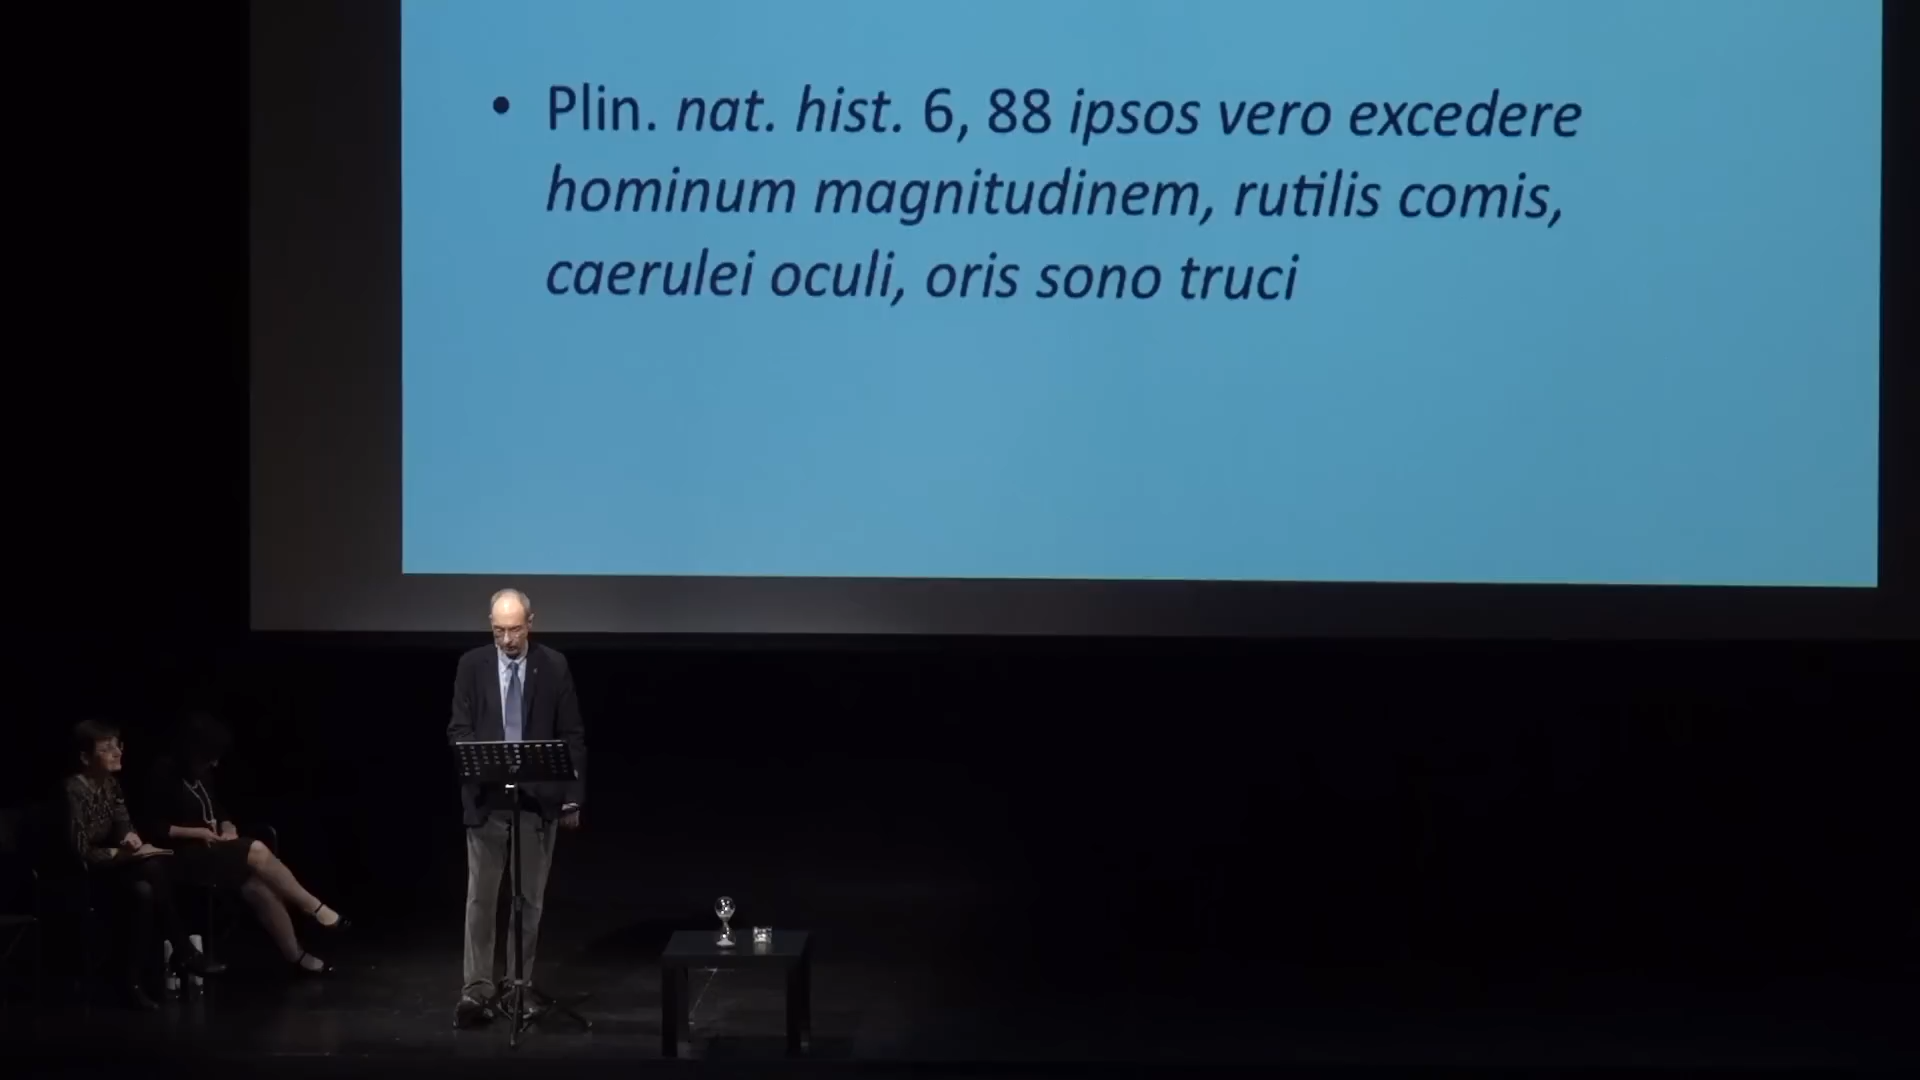 • Plin. nat. hist. 6, 88 ipsos vero excedere
hominum magnitudinem, rutilis comis,
caerulei oculi, oris sono truci